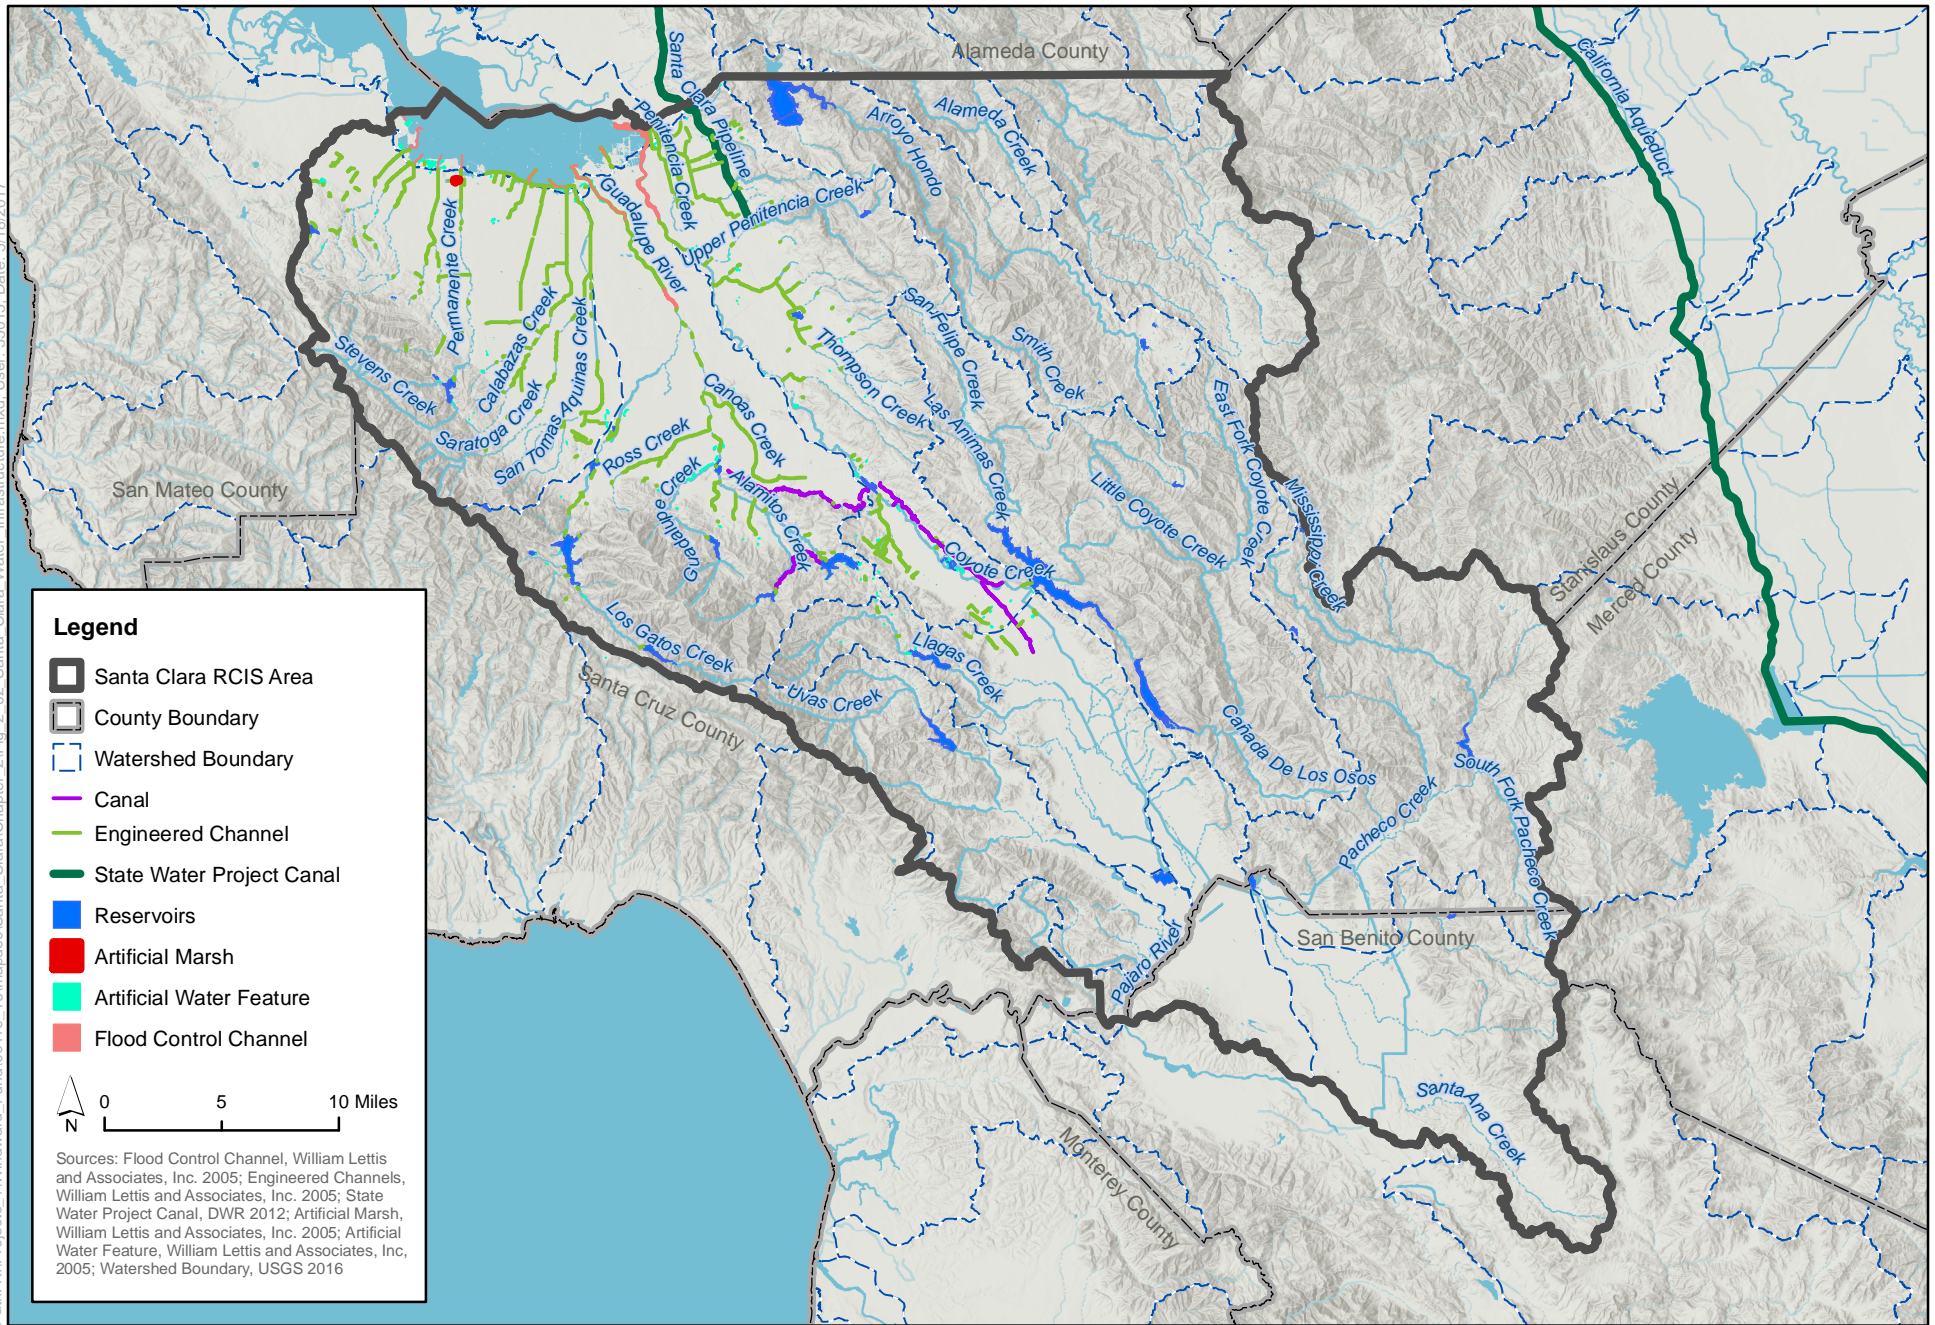 Alameda County
Santa Clara Pipeline
California Aqueduct
Penitencia Creek
Arroyo Hondo
Alameda Creek
Upper Penitencia Creek
Guadalupe River
Permanente Creek
Stevens Creek
Calabazas Creek
Saratoga Creek
San Tomas Aquinas Creek
San Felipe Creek
Smith Creek
Thompson Creek
Las Animas Creek
East Fork Coyote Creek
Canoas Creek
Ross Creek
Guadalupe Creek
Alamitos Creek
Little Coyote Creek
Mississippi Creek
Coyote Creek
San Mateo County
Stanislaus County
Merced County
Los Gatos Creek
Llagas Creek
Uvas Creek
Santa Cruz County
Cañada De Los Osos
South Fork Pacheco Creek
Pacheco Creek
Pajaro River
San Benito County
Santa Ana Creek
Monterey County
Legend
Santa Clara RCIS Area
County Boundary
Watershed Boundary
Canal
Engineered Channel
State Water Project Canal
Reservoirs
Artificial Marsh
Artificial Water Feature
Flood Control Channel
N
0 5 10 Miles
Sources: Flood Control Channel, William Lettis
and Associates, Inc. 2005; Engineered Channels,
William Lettis and Associates, Inc. 2005; State
Water Project Canal, DWR 2012; Artificial Marsh,
William Lettis and Associates, Inc. 2005; Artificial
Water Feature, William Lettis and Associates, Inc,
2005; Watershed Boundary, USGS 2016